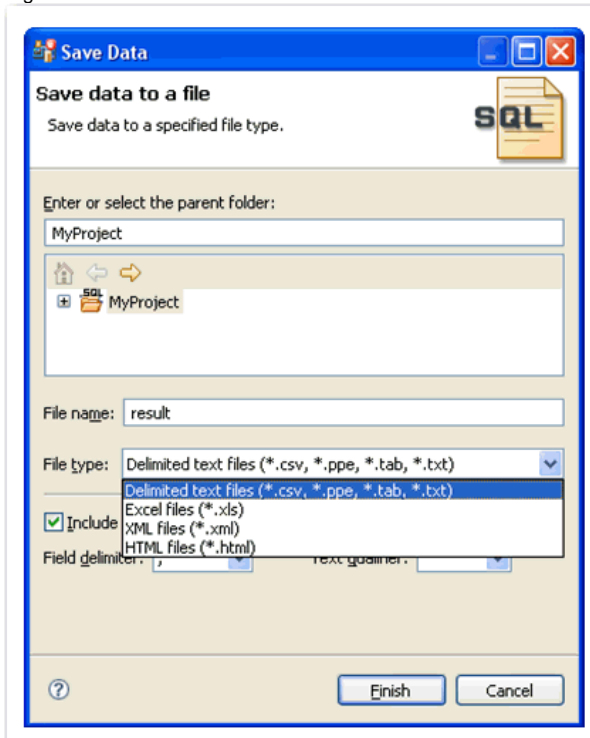 Save Data
Save data to a file
Save data to a specified file type.
SQL
Enter or select the parent folder:
MyProject
SQL
MyProject
File name: result
File type: Delimited text files (*.csv, *.ppe, *.tab, *.txt)
Delimited text files (*.csv, *.ppe, *.tab, *.txt)
Excel files (*.xls)
Include
XML files (*.xml)
HTML files (*.html)
Field delimiter: , Text qualifier:
? Finish Cancel